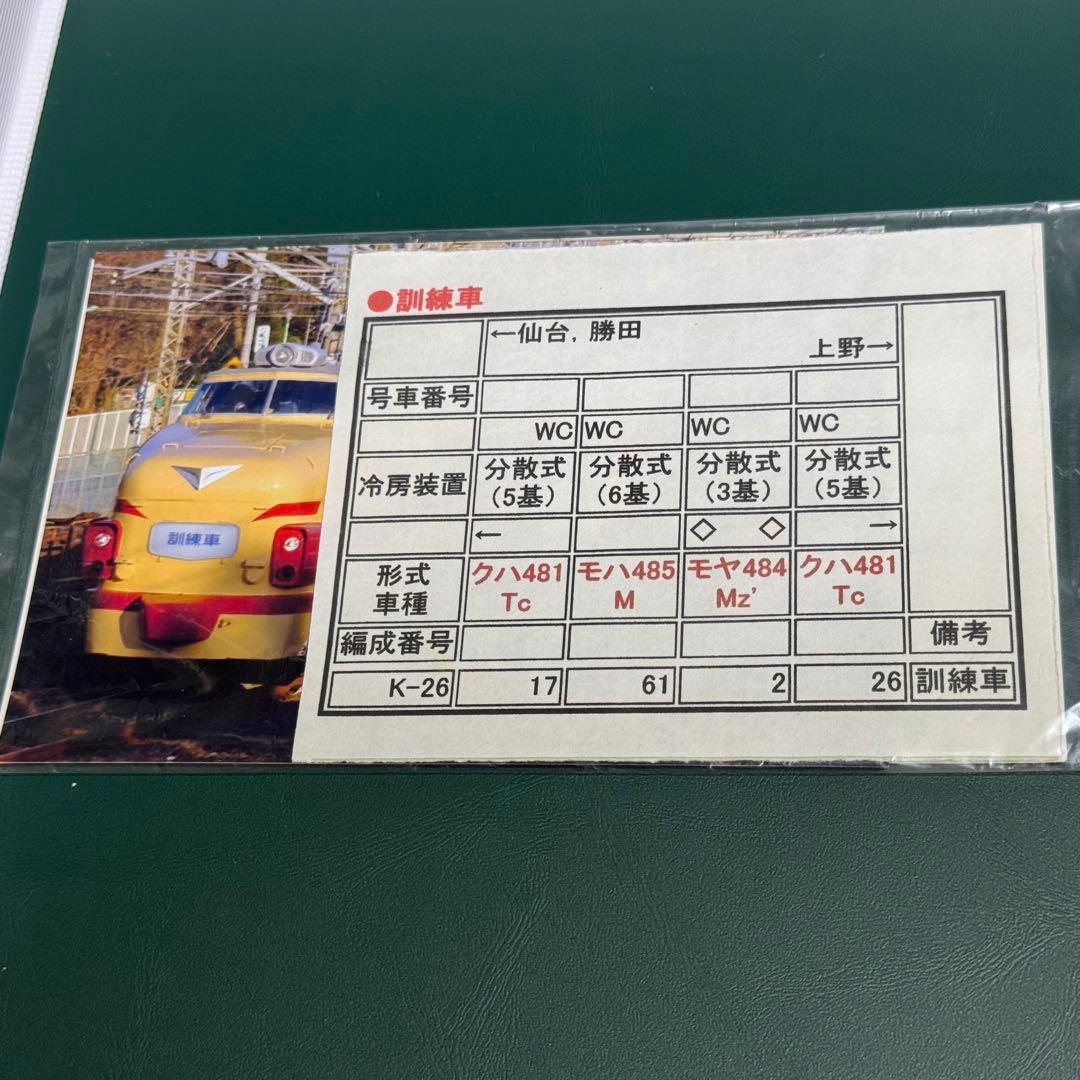 ●訓練車
←仙台, 勝田
上野→
号車番号
WC WC WC WC
冷房装置 分散式(5基) 分散式(6基) 分散式(3基) 分散式(5基)
← ◇ ◇ →
形式 クハ481 モハ485 モヤ484 クハ481
車種 Tc M Mz' Tc
編成番号 備考
K-26 17 61 2 26 訓練車
訓練車